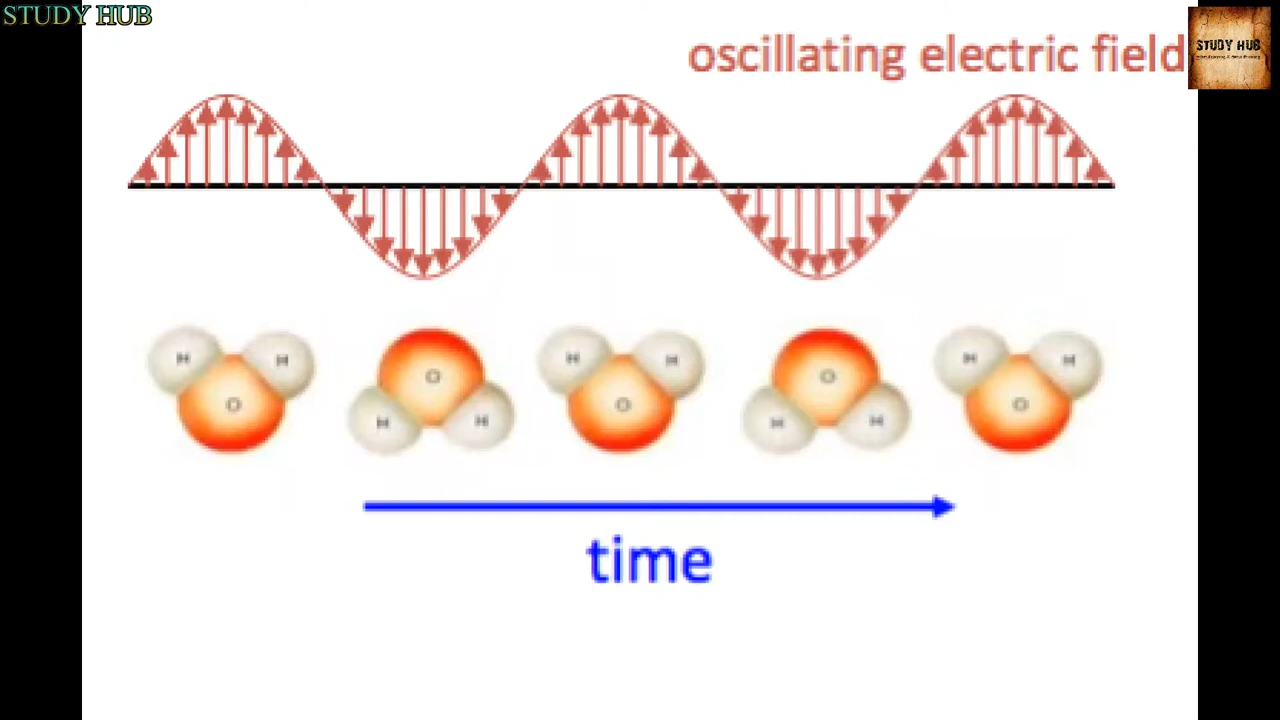 STUDY HUB
oscillating electric field
STUDY HUB
H H O
O H H
H H O
O H H
H H O
time